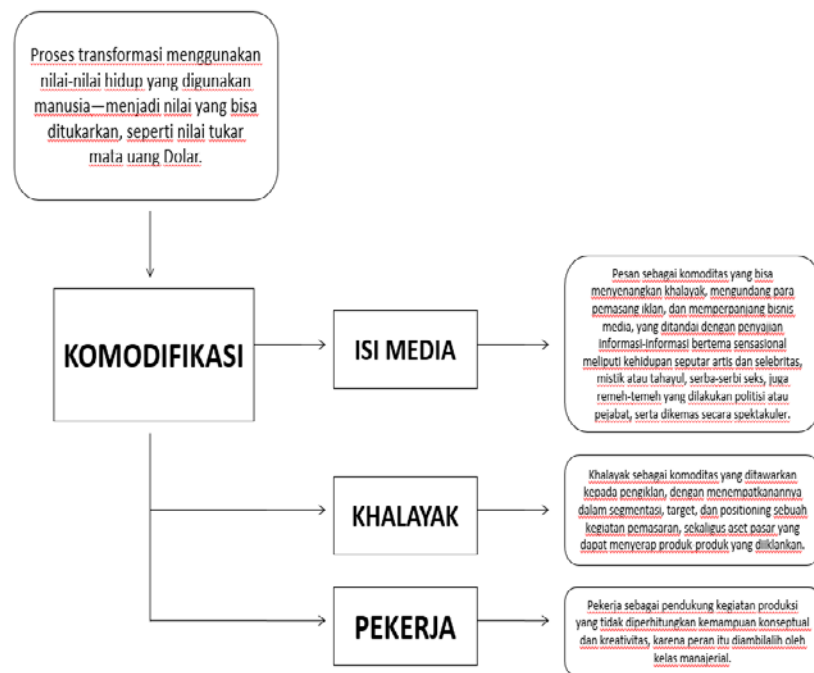 Proses transformasi menggunakan
nilai-nilai hidup yang digunakan
manusia—menjadi nilai yang bisa
ditukarkan, seperti nilai tukar
mata uang Dolar.
KOMODIFIKASI
ISI MEDIA
Pesan sebagai komoditas yang bisa
menyenangkan khalayak, mengundang para
pemasang iklan, dan memperpanjang bisnis
media, yang ditandai dengan penyajian
informasi-informasi bertema sensasional
meliputi kehidupan seputar artis dan selebritas,
mistik atau tahayul, serba-serbi seks, juga
remeh-temeh yang dilakukan politisi atau
pejabat, serta dikemas secara spektakuler.
KHALAYAK
Khalayak sebagai komoditas yang ditawarkan
kepada pengiklan, dengan menempatkanannya
dalam segmentasi, target, dan positioning sebuah
kegiatan pemasaran, sekaligus aset pasar yang
dapat menyerap produk produk yang diiklankan.
PEKERJA
Pekerja sebagai pendukung kegiatan produksi
yang tidak diperhitungkan kemampuan konseptual
dan kreativitas, karena peran itu diambilalih oleh
kelas manajerial.